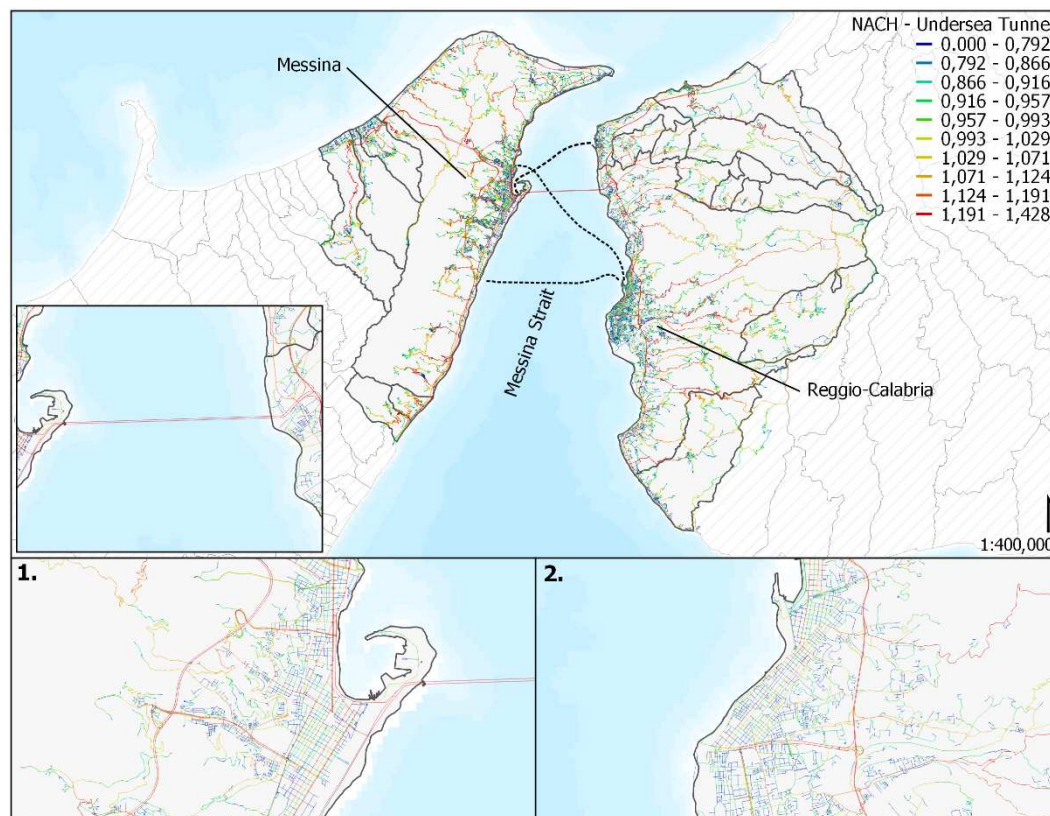 NACH - Undersea Tunne
0.000 - 0,792
0,792 - 0,866
0,866 - 0,916
0,916 - 0,957
0,957 - 0,993
0,993 - 1,029
1,029 - 1,071
1,071 - 1,124
1,124 - 1,191
1,191 - 1,428
Messina
Messina Strait
Reggio-Calabria
1:400,000
1.
2.